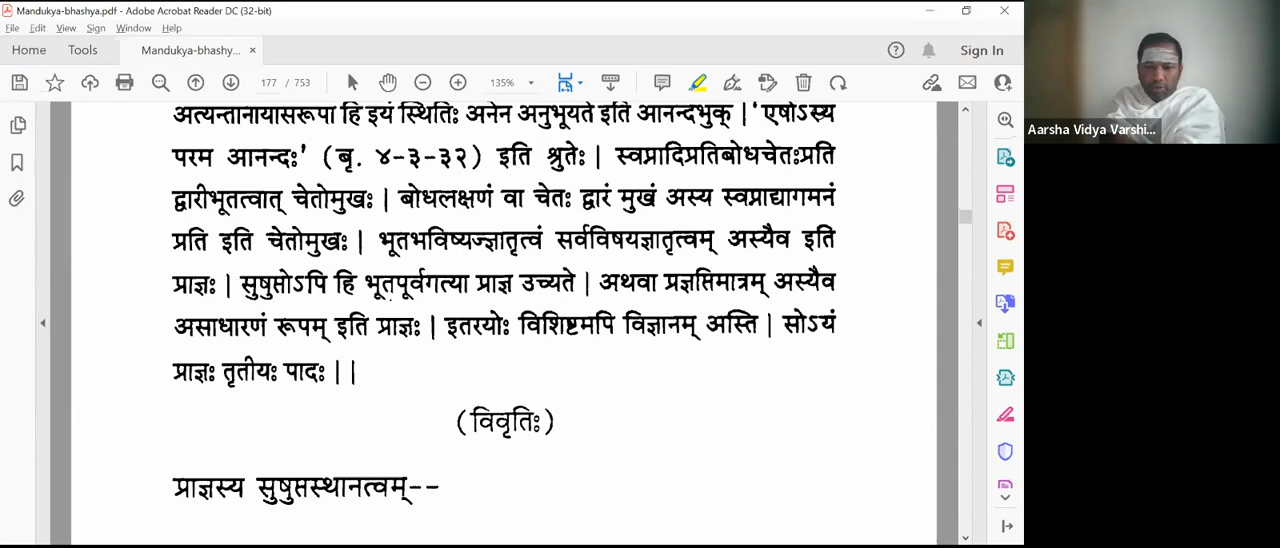 Mandukya-bhashya.pdf - Adobe Acrobat Reader DC (32-bit)
File Edit View Sign Window Help
Home Tools Mandukya-bhashy... × Sign In
177 / 753 135%
अत्यन्तानायासरूपा हि इयं स्थितिः अनेन अनुभूयते इति आनन्दभुक् | 'एषोऽस्य
परम आनन्दः' (बृ. ४-३-३२) इति श्रुतेः | स्वप्नादिप्रतिबोधचेतःप्रति
द्वारीभूतत्वात् चेतोमुखः | बोधलक्षणं वा चेतः द्वारं मुखं अस्य स्वप्नाद्यागमनं
प्रति इति चेतोमुखः | भूतभविष्यज्ज्ञातृत्वं सर्वविषयज्ञातृत्वम् अस्यैव इति
प्राज्ञः | सुषुप्तोऽपि हि भूतपूर्वगत्या प्राज्ञ उच्यते | अथवा प्रज्ञप्तिमात्रम् अस्यैव
असाधारणं रूपम् इति प्राज्ञः | इतरयोः विशिष्टमपि विज्ञानम् अस्ति | सोऽयं
प्राज्ञः तृतीयः पादः | |
(विवृतिः)
प्राज्ञस्य सुषुप्तस्थानत्वम्--
Aarsha Vidya Varshi...